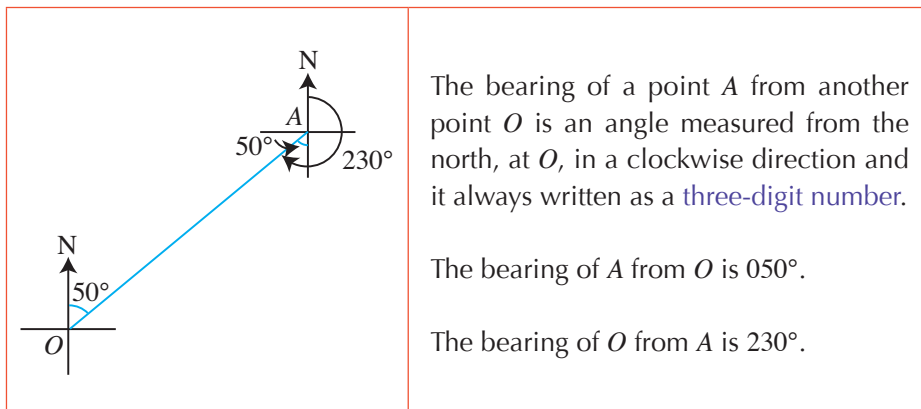 N
A
50°
230°
N
50°
O
The bearing of a point A from another
point O is an angle measured from the
north, at O, in a clockwise direction and
it always written as a three-digit number.
The bearing of A from O is 050°.
The bearing of O from A is 230°.